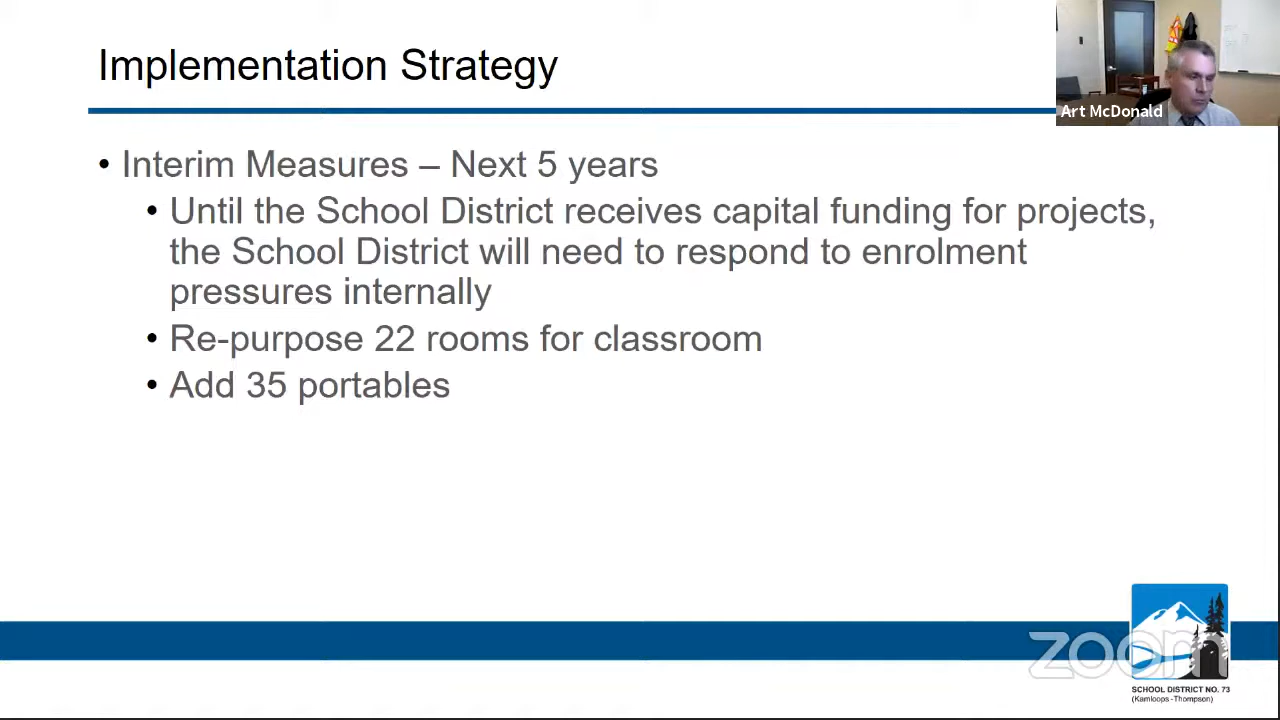 Implementation Strategy
Art McDonald
• Interim Measures – Next 5 years
• Until the School District receives capital funding for projects,
the School District will need to respond to enrolment
pressures internally
• Re-purpose 22 rooms for classroom
• Add 35 portables
zoom
SCHOOL DISTRICT NO. 73
(Kamloops -Thompson)